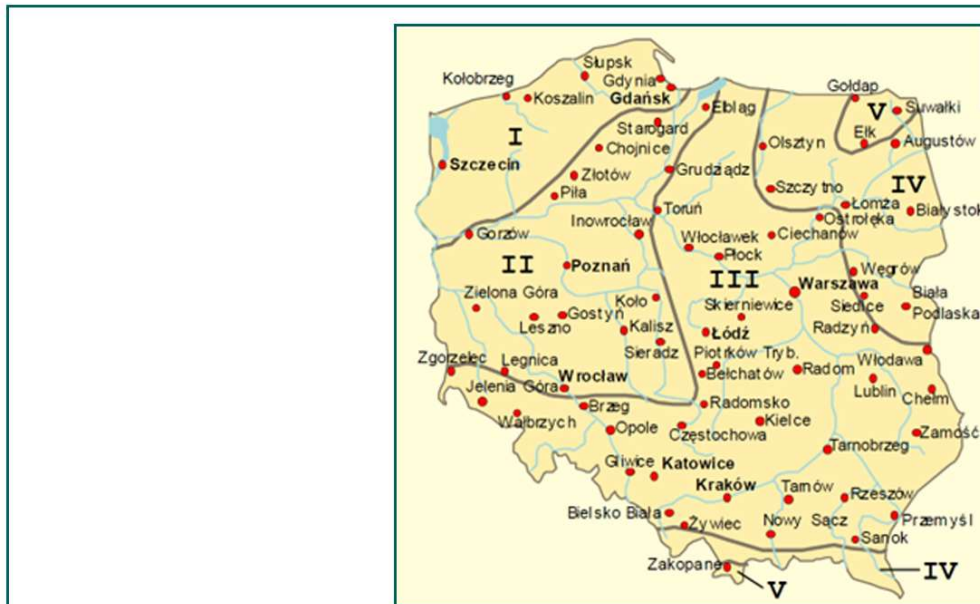 Słupsk
Kołobrzeg
Gdynia
Koszalin
Gdańsk
Elbląg
Gołdap
V
Suwałki
I
Starogard
Chojnice
Olsztyn
Ełk
Augustów
Szczecin
Złotów
Grudziądz
Piła
Szczytno
IV
Łomża
Białystok
Toruń
Ostrołęka
Inowrocław
Gorzów
Włocławek
Ciechanów
Płock
II
Poznań
III
Węgrów
Warszawa
Zielona Góra
Koło
Skierniewice
Siedlce
Biała
Podlaska
Leszno
Gostyń
Kalisz
Łódź
Radzyń
Sieradz
Piotrków Tryb.
Zgorzelec
Legnica
Wrocław
Bełchatów
Radom
Włodawa
Lublin
Jelenia Góra
Chełm
Brzeg
Radomsko
Wałbrzych
Opole
Częstochowa
Kielce
Zamość
Tarnobrzeg
Gliwice
Katowice
Kraków
Tarnów
Rzeszów
Bielsko Biała
Żywiec
Nowy Sącz
Przemyśl
Sanok
Zakopane
V
IV